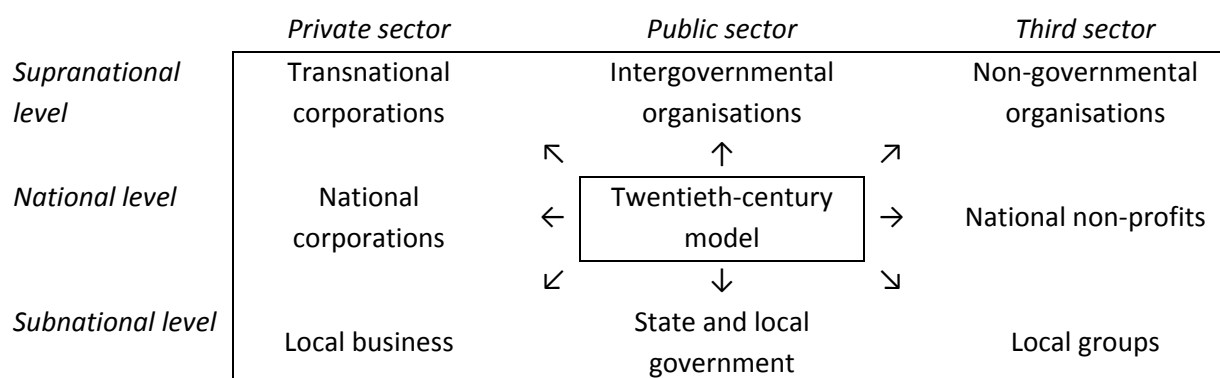 Private sector Public sector Third sector
Supranational Transnational Intergovernmental Non-governmental
level corporations organisations organisations
↖ ↑ ↗
National level National Twentieth-century
← → National non-profits
corporations model
↙ ↓ ↘
Subnational level State and local
Local business Local groups
government